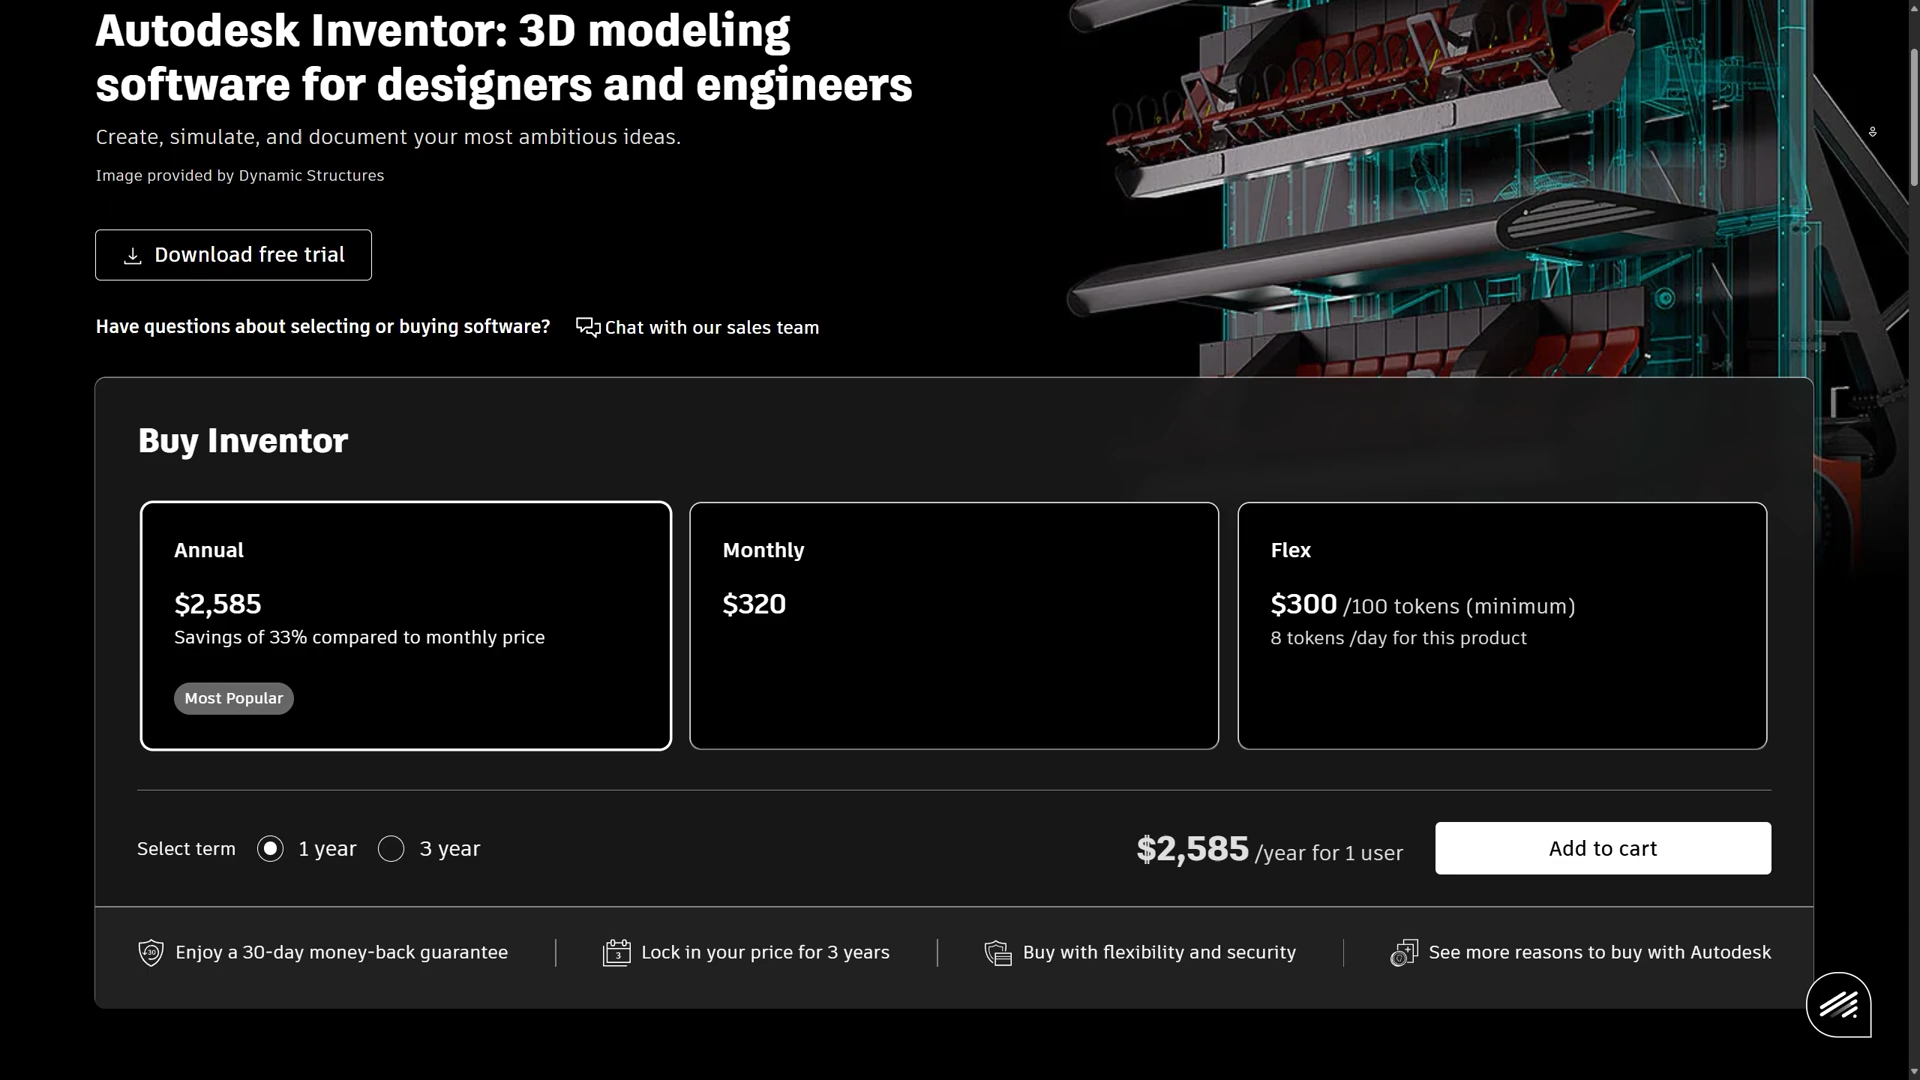 Autodesk Inventor: 3D modeling
software for designers and engineers
Create, simulate, and document your most ambitious ideas.
Image provided by Dynamic Structures
Download free trial
Have questions about selecting or buying software? Chat with our sales team
Buy Inventor
Annual
$2,585
Savings of 33% compared to monthly price
Most Popular
Monthly
$320
Flex
$300 /100 tokens (minimum)
8 tokens /day for this product
Select term 1 year 3 year
$2,585 /year for 1 user
Add to cart
30 Enjoy a 30-day money-back guarantee
3 Lock in your price for 3 years
Buy with flexibility and security
See more reasons to buy with Autodesk